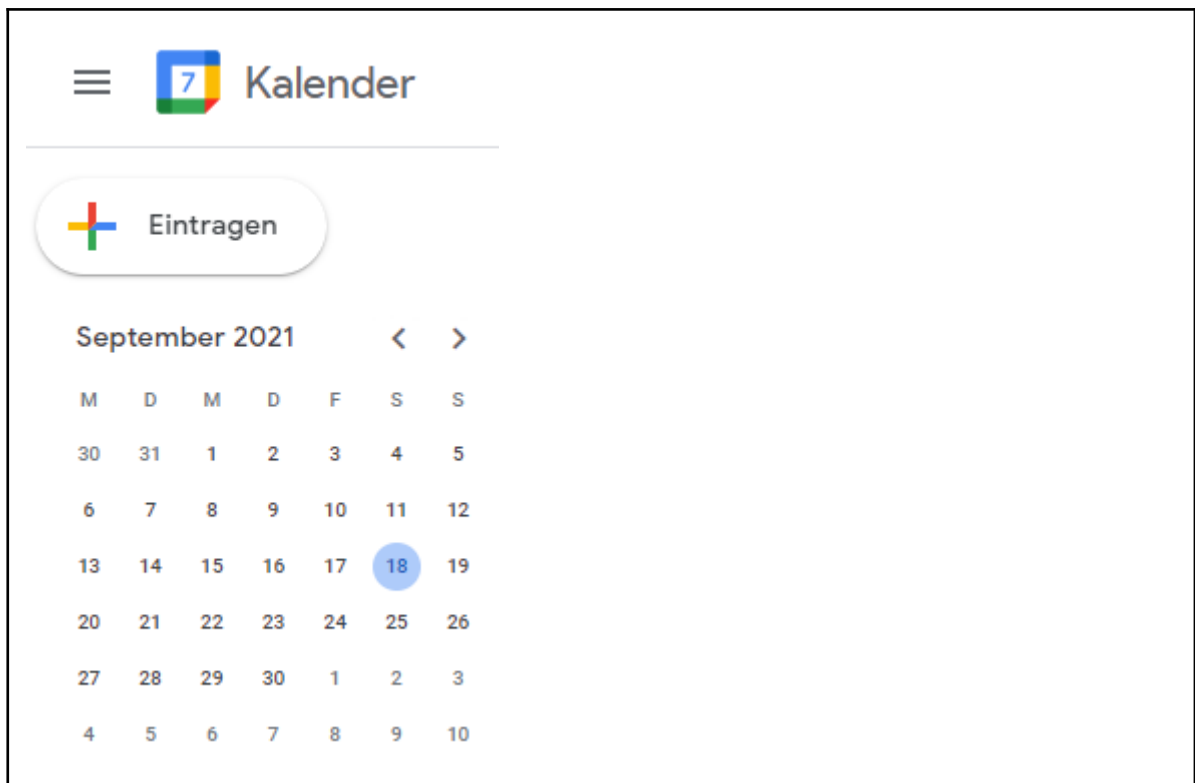 7 Kalender
Eintragen
September 2021
M D M D F S S
30 31 1 2 3 4 5
6 7 8 9 10 11 12
13 14 15 16 17 18 19
20 21 22 23 24 25 26
27 28 29 30 1 2 3
4 5 6 7 8 9 10